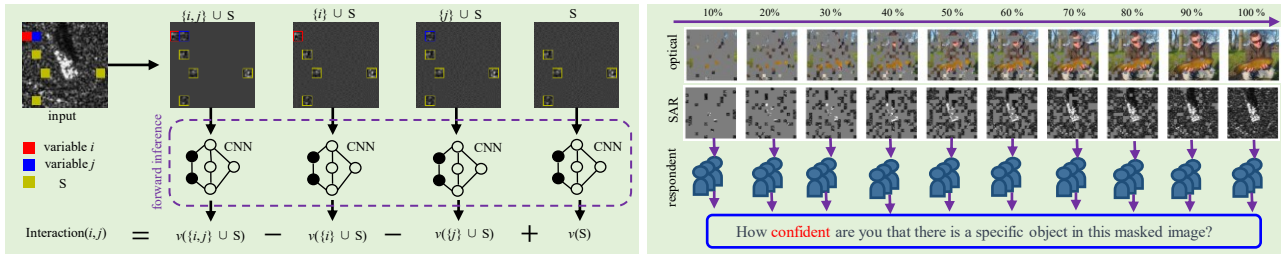 {i, j} ∪ S
{i} ∪ S
{j} ∪ S
S
input
variable i
variable j
S
forward inference
CNN
CNN
CNN
CNN
Interaction(i, j) = v({i, j} ∪ S) − v({i} ∪ S) − v({j} ∪ S) + v(S)
10% 20% 30% 40% 50% 60% 70% 80% 90% 100%
optical
SAR
respondent
How confident are you that there is a specific object in this masked image?